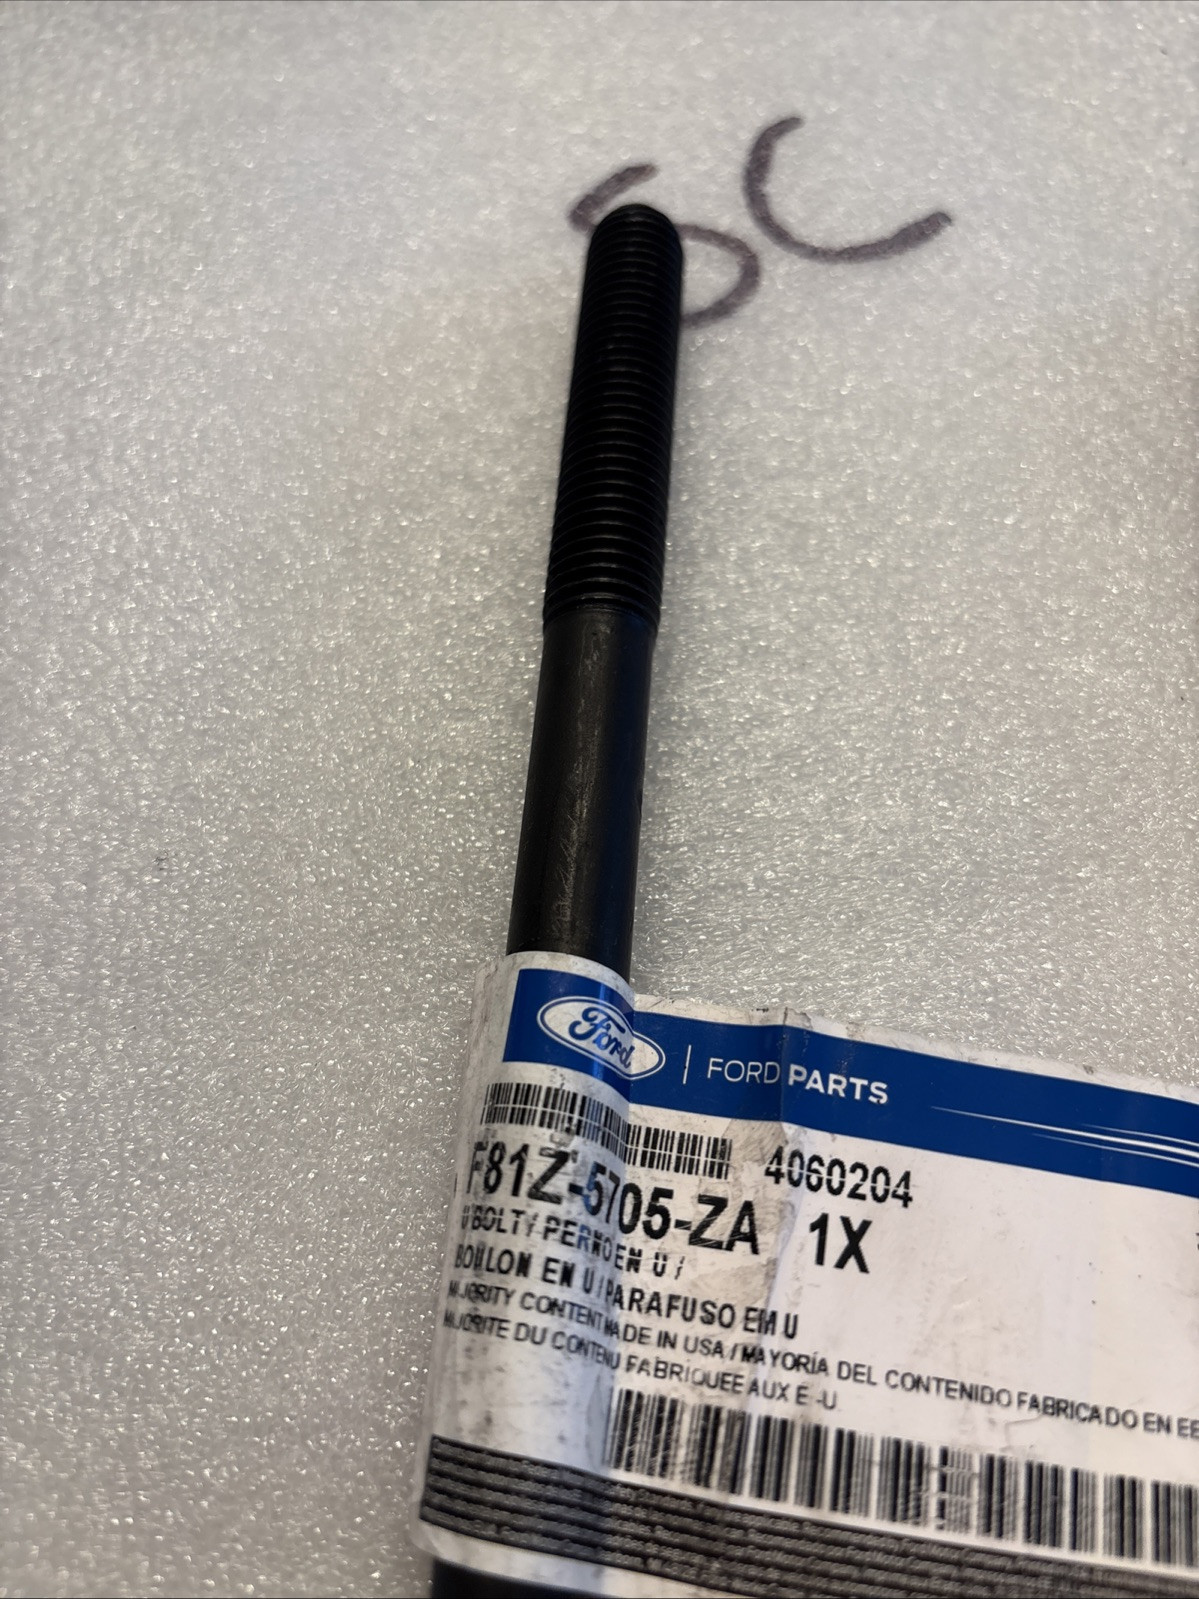 Ford
FORD PARTS
4060204
F81Z-5705-ZA 1X
U BOLT / PERNO EN U /
BOULON EN U / PARAFUSO EM U
MAJORITY CONTENT MADE IN USA / MAYORÍA DEL CONTENIDO FABRICADO EN EE
MAJORITE DU CONTENU FABRIQUEE AUX E -U